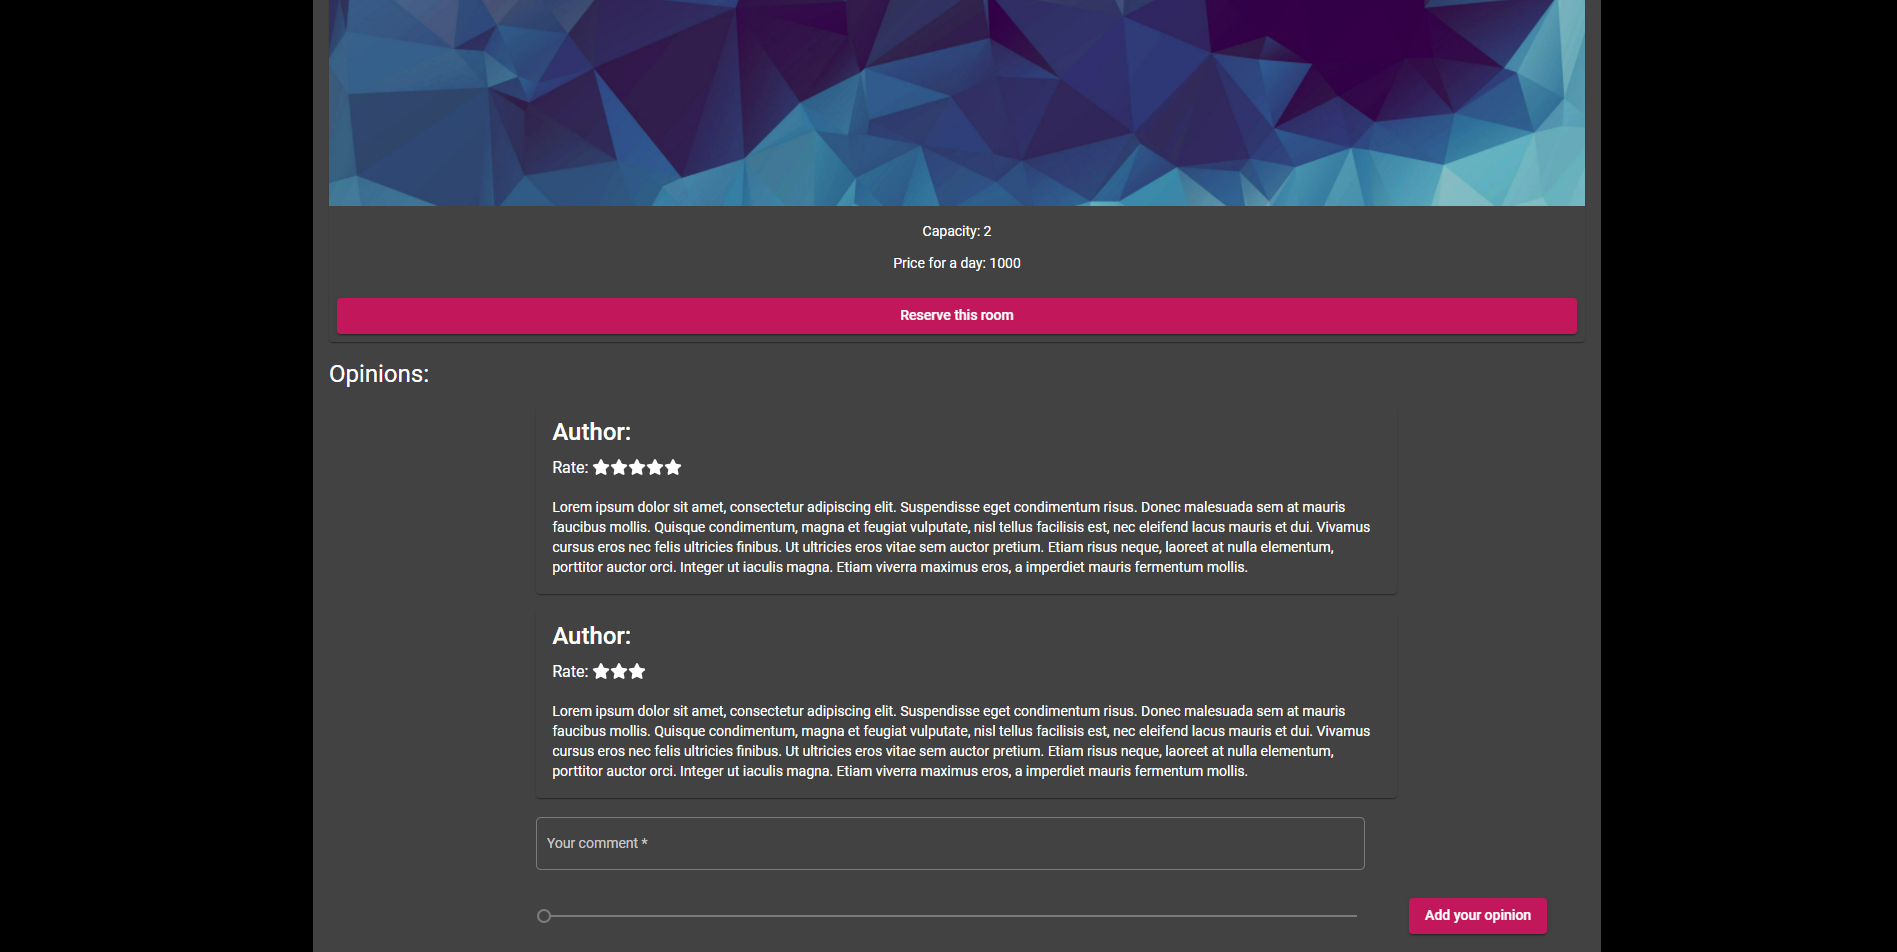 Capacity: 2
Price for a day: 1000
Reserve this room
Opinions:
Author:
Rate:
Lorem ipsum dolor sit amet, consectetur adipiscing elit. Suspendisse eget condimentum risus. Donec malesuada sem at mauris
faucibus mollis. Quisque condimentum, magna et feugiat vulputate, nisl tellus facilisis est, nec eleifend lacus mauris et dui. Vivamus
cursus eros nec felis ultricies finibus. Ut ultricies eros vitae sem auctor pretium. Etiam risus neque, laoreet at nulla elementum,
porttitor auctor orci. Integer ut iaculis magna. Etiam viverra maximus eros, a imperdiet mauris fermentum mollis.
Author:
Rate:
Lorem ipsum dolor sit amet, consectetur adipiscing elit. Suspendisse eget condimentum risus. Donec malesuada sem at mauris
faucibus mollis. Quisque condimentum, magna et feugiat vulputate, nisl tellus facilisis est, nec eleifend lacus mauris et dui. Vivamus
cursus eros nec felis ultricies finibus. Ut ultricies eros vitae sem auctor pretium. Etiam risus neque, laoreet at nulla elementum,
porttitor auctor orci. Integer ut iaculis magna. Etiam viverra maximus eros, a imperdiet mauris fermentum mollis.
Your comment *
Add your opinion